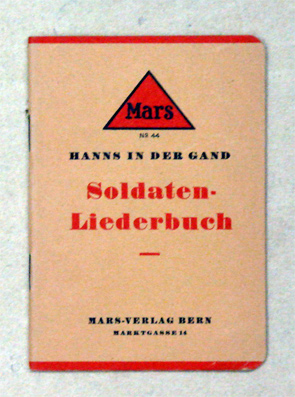 Mars
No 44
HANNS IN DER GAND
Soldaten-
Liederbuch
MARS-VERLAG BERN
MARKTGASSE 14